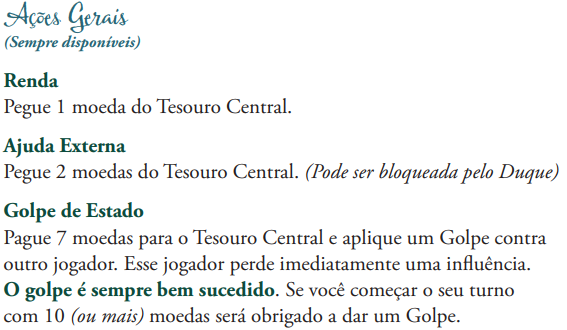 Ações Gerais
(Sempre disponíveis)
Renda
Pegue 1 moeda do Tesouro Central.
Ajuda Externa
Pegue 2 moedas do Tesouro Central. (Pode ser bloqueada pelo Duque)
Golpe de Estado
Pague 7 moedas para o Tesouro Central e aplique um Golpe contra
outro jogador. Esse jogador perde imediatamente uma influência.
O golpe é sempre bem sucedido. Se você começar o seu turno
com 10 (ou mais) moedas será obrigado a dar um Golpe.